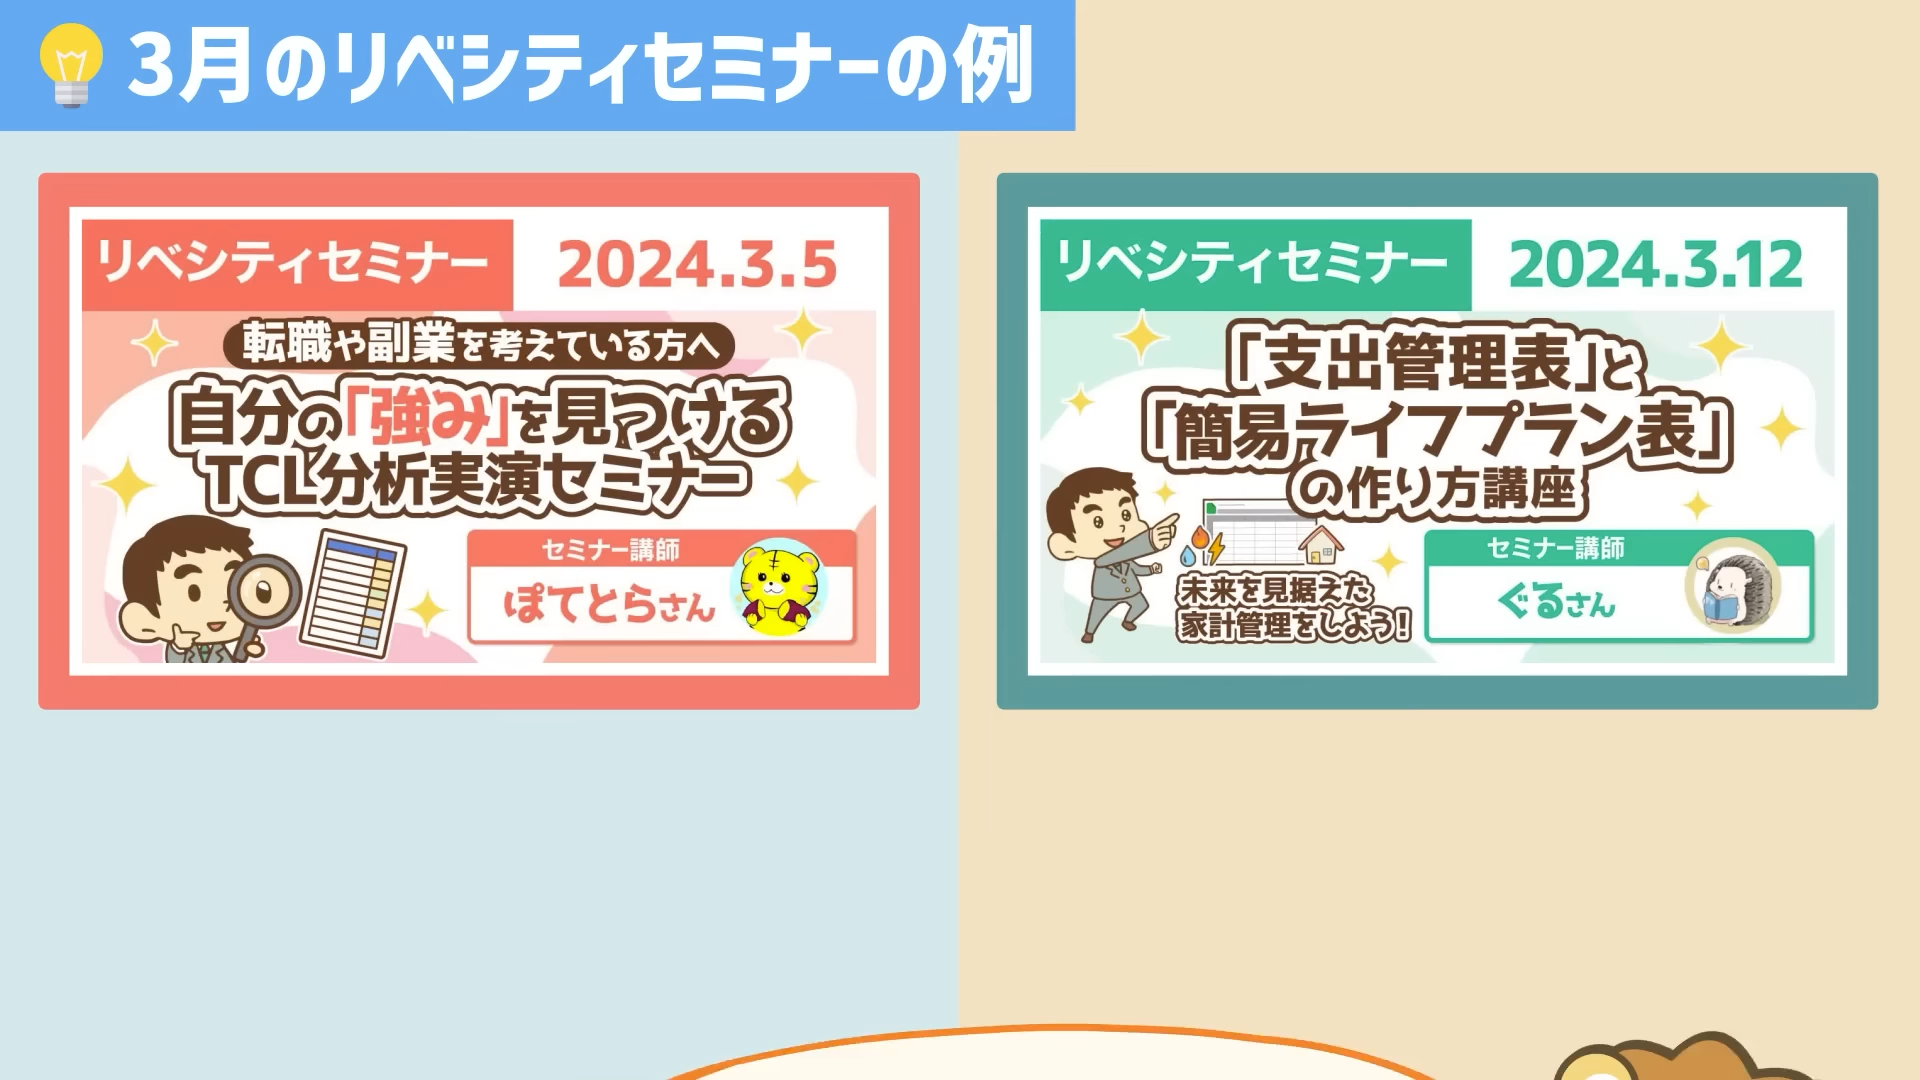 3月のリベシティセミナーの例
リベシティセミナー
2024.3.5
転職や副業を考えている方へ
自分の「強み」を見つける
TCL分析実演セミナー
セミナー講師
ぽてとらさん
リベシティセミナー
2024.3.12
「支出管理表」と
「簡易ライフプラン表」
の作り方講座
未来を見据えた
家計管理をしよう!
セミナー講師
ぐるさん